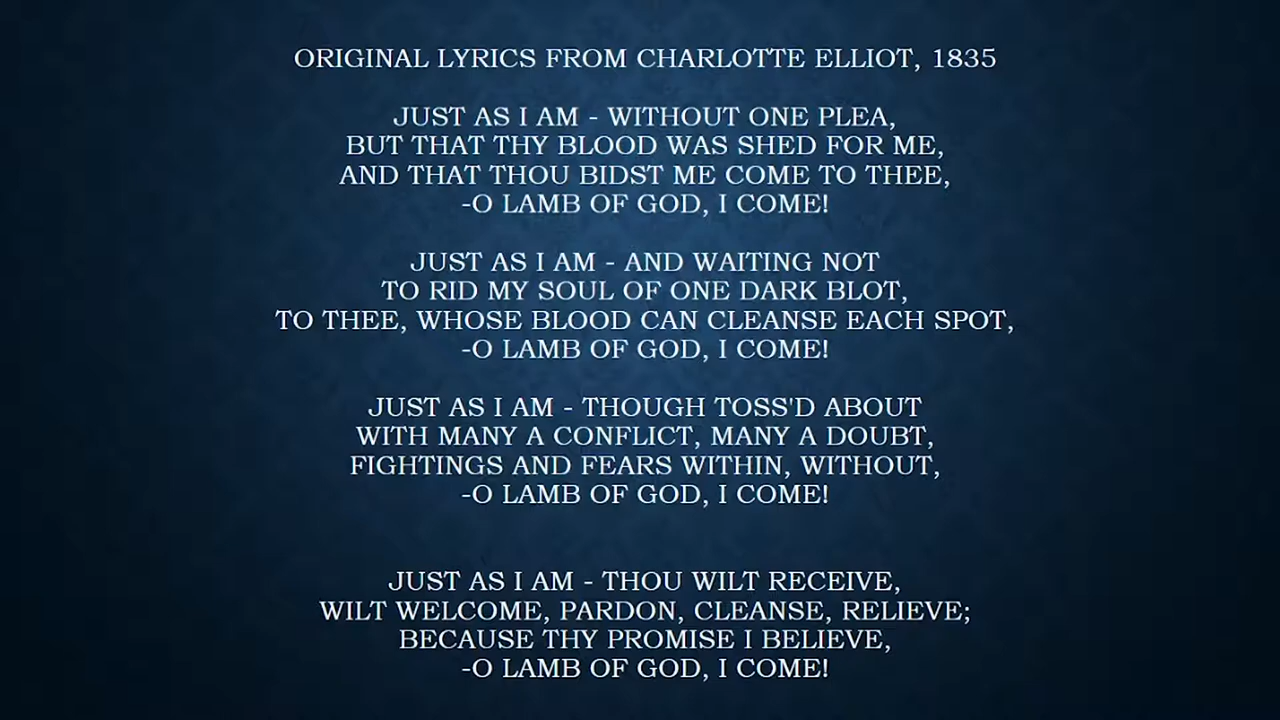 ORIGINAL LYRICS FROM CHARLOTTE ELLIOT, 1835
JUST AS I AM - WITHOUT ONE PLEA,
BUT THAT THY BLOOD WAS SHED FOR ME,
AND THAT THOU BIDST ME COME TO THEE,
-O LAMB OF GOD, I COME!
JUST AS I AM - AND WAITING NOT
TO RID MY SOUL OF ONE DARK BLOT,
TO THEE, WHOSE BLOOD CAN CLEANSE EACH SPOT,
-O LAMB OF GOD, I COME!
JUST AS I AM - THOUGH TOSS'D ABOUT
WITH MANY A CONFLICT, MANY A DOUBT,
FIGHTINGS AND FEARS WITHIN, WITHOUT,
-O LAMB OF GOD, I COME!
JUST AS I AM - THOU WILT RECEIVE,
WILT WELCOME, PARDON, CLEANSE, RELIEVE;
BECAUSE THY PROMISE I BELIEVE,
-O LAMB OF GOD, I COME!